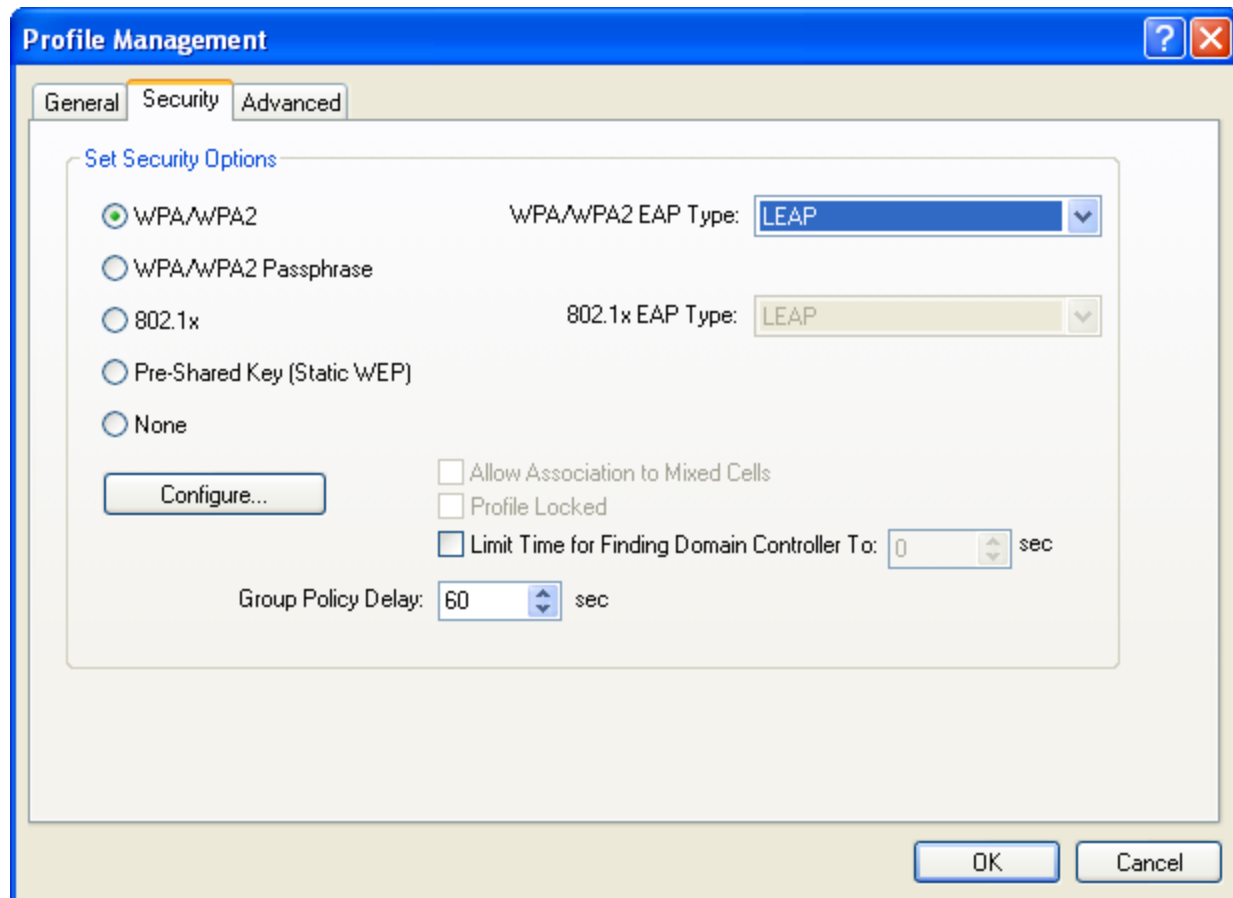 Profile Management
General Security Advanced
Set Security Options
WPA/WPA2 WPA/WPA2 EAP Type: LEAP
WPA/WPA2 Passphrase
802.1x 802.1x EAP Type: LEAP
Pre-Shared Key (Static WEP)
None
Allow Association to Mixed Cells
Configure...
Profile Locked
Limit Time for Finding Domain Controller To: 0 sec
Group Policy Delay: 60 sec
OK Cancel